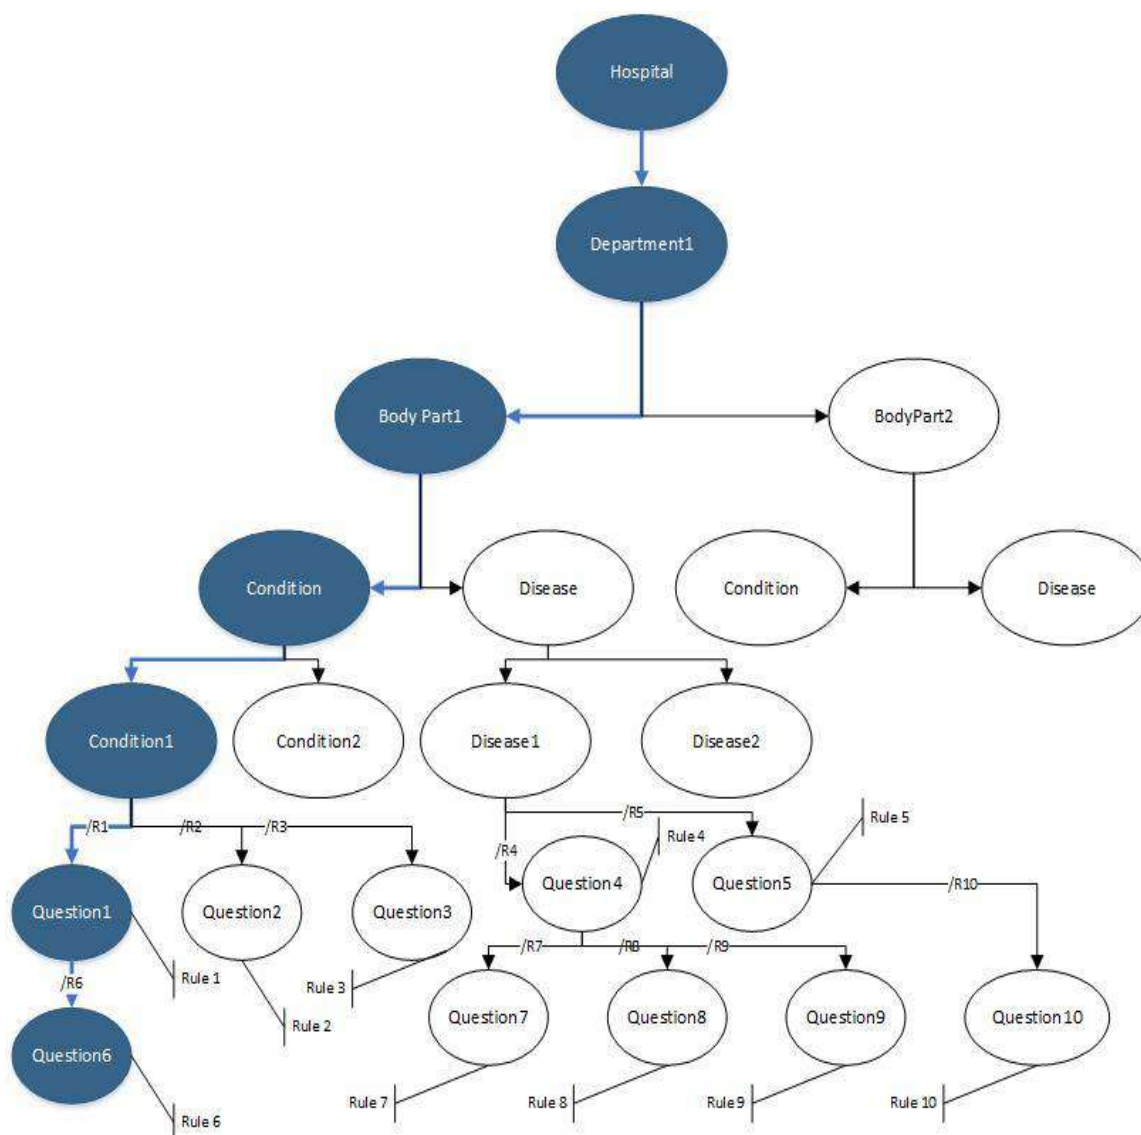 Hospital
Department1
Body Part1
BodyPart2
Condition
Disease
Condition
Disease
Condition1
Condition2
Disease1
Disease2
/R1
/R2
/R3
/R4
/R5
Rule 4
Rule 5
Question1
Question2
Question3
Question4
Question5
/R10
/R6
/R7
/R8
/R9
Rule 1
Rule 2
Rule 3
Question6
Question7
Question8
Question9
Question10
Rule 6
Rule 7
Rule 8
Rule 9
Rule 10